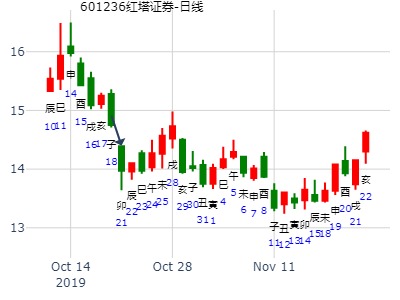 601236红塔证券-日线
16
15
14
13
辰 巳 申 酉 戌 亥 子 卯 辰 巳 午 未 戌 亥 子 丑 寅 巳 午 未 申 酉 子 丑 寅 卯 辰 未 申 酉 戌 亥
10 11 14 15 16 17 18 21 22 23 24 25 28 29 30 31 1 4 5 6 7 8 11 12 13 14 15 18 19 20 21 22
Oct 14
2019
Oct 28
Nov 11